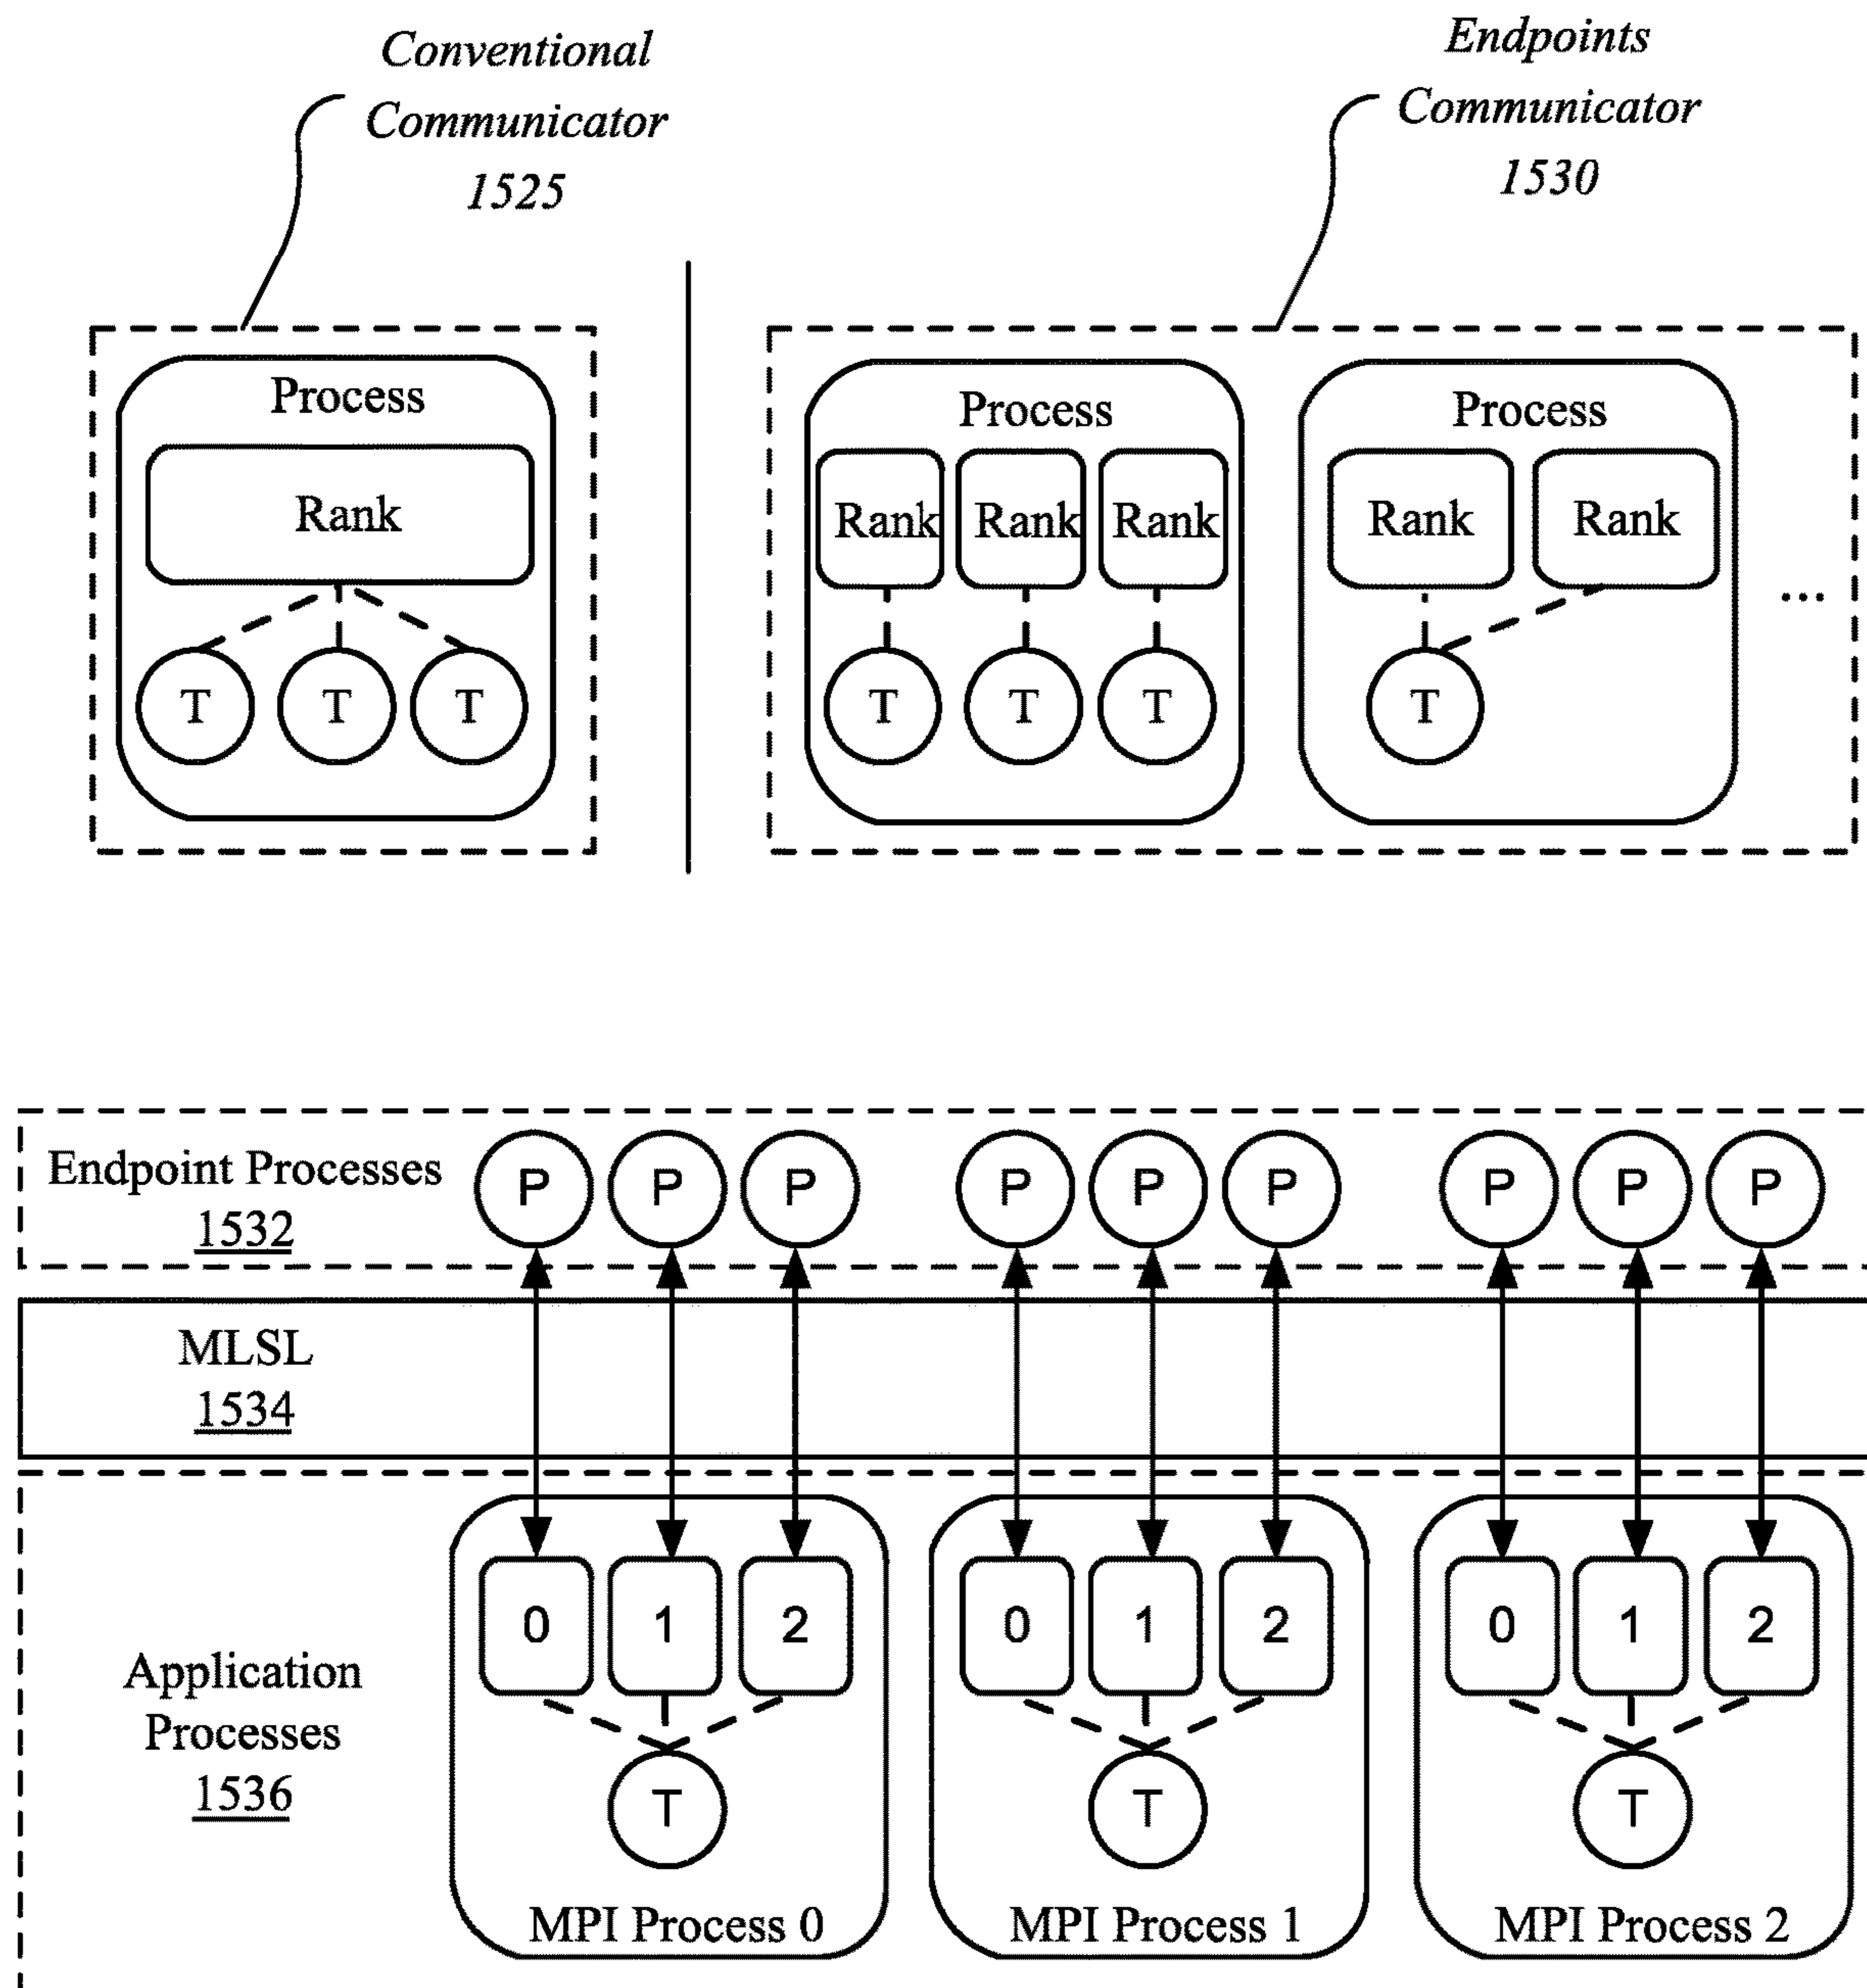 Conventional
Communicator
1525
Endpoints
Communicator
1530
Process
Rank
T T T
Process
Rank Rank Rank
T T T
Process
Rank Rank
T
...
Endpoint Processes
1532
P P P P P P P P P
MLSL
1534
Application
Processes
1536
0 1 2
T
MPI Process 0
0 1 2
T
MPI Process 1
0 1 2
T
MPI Process 2